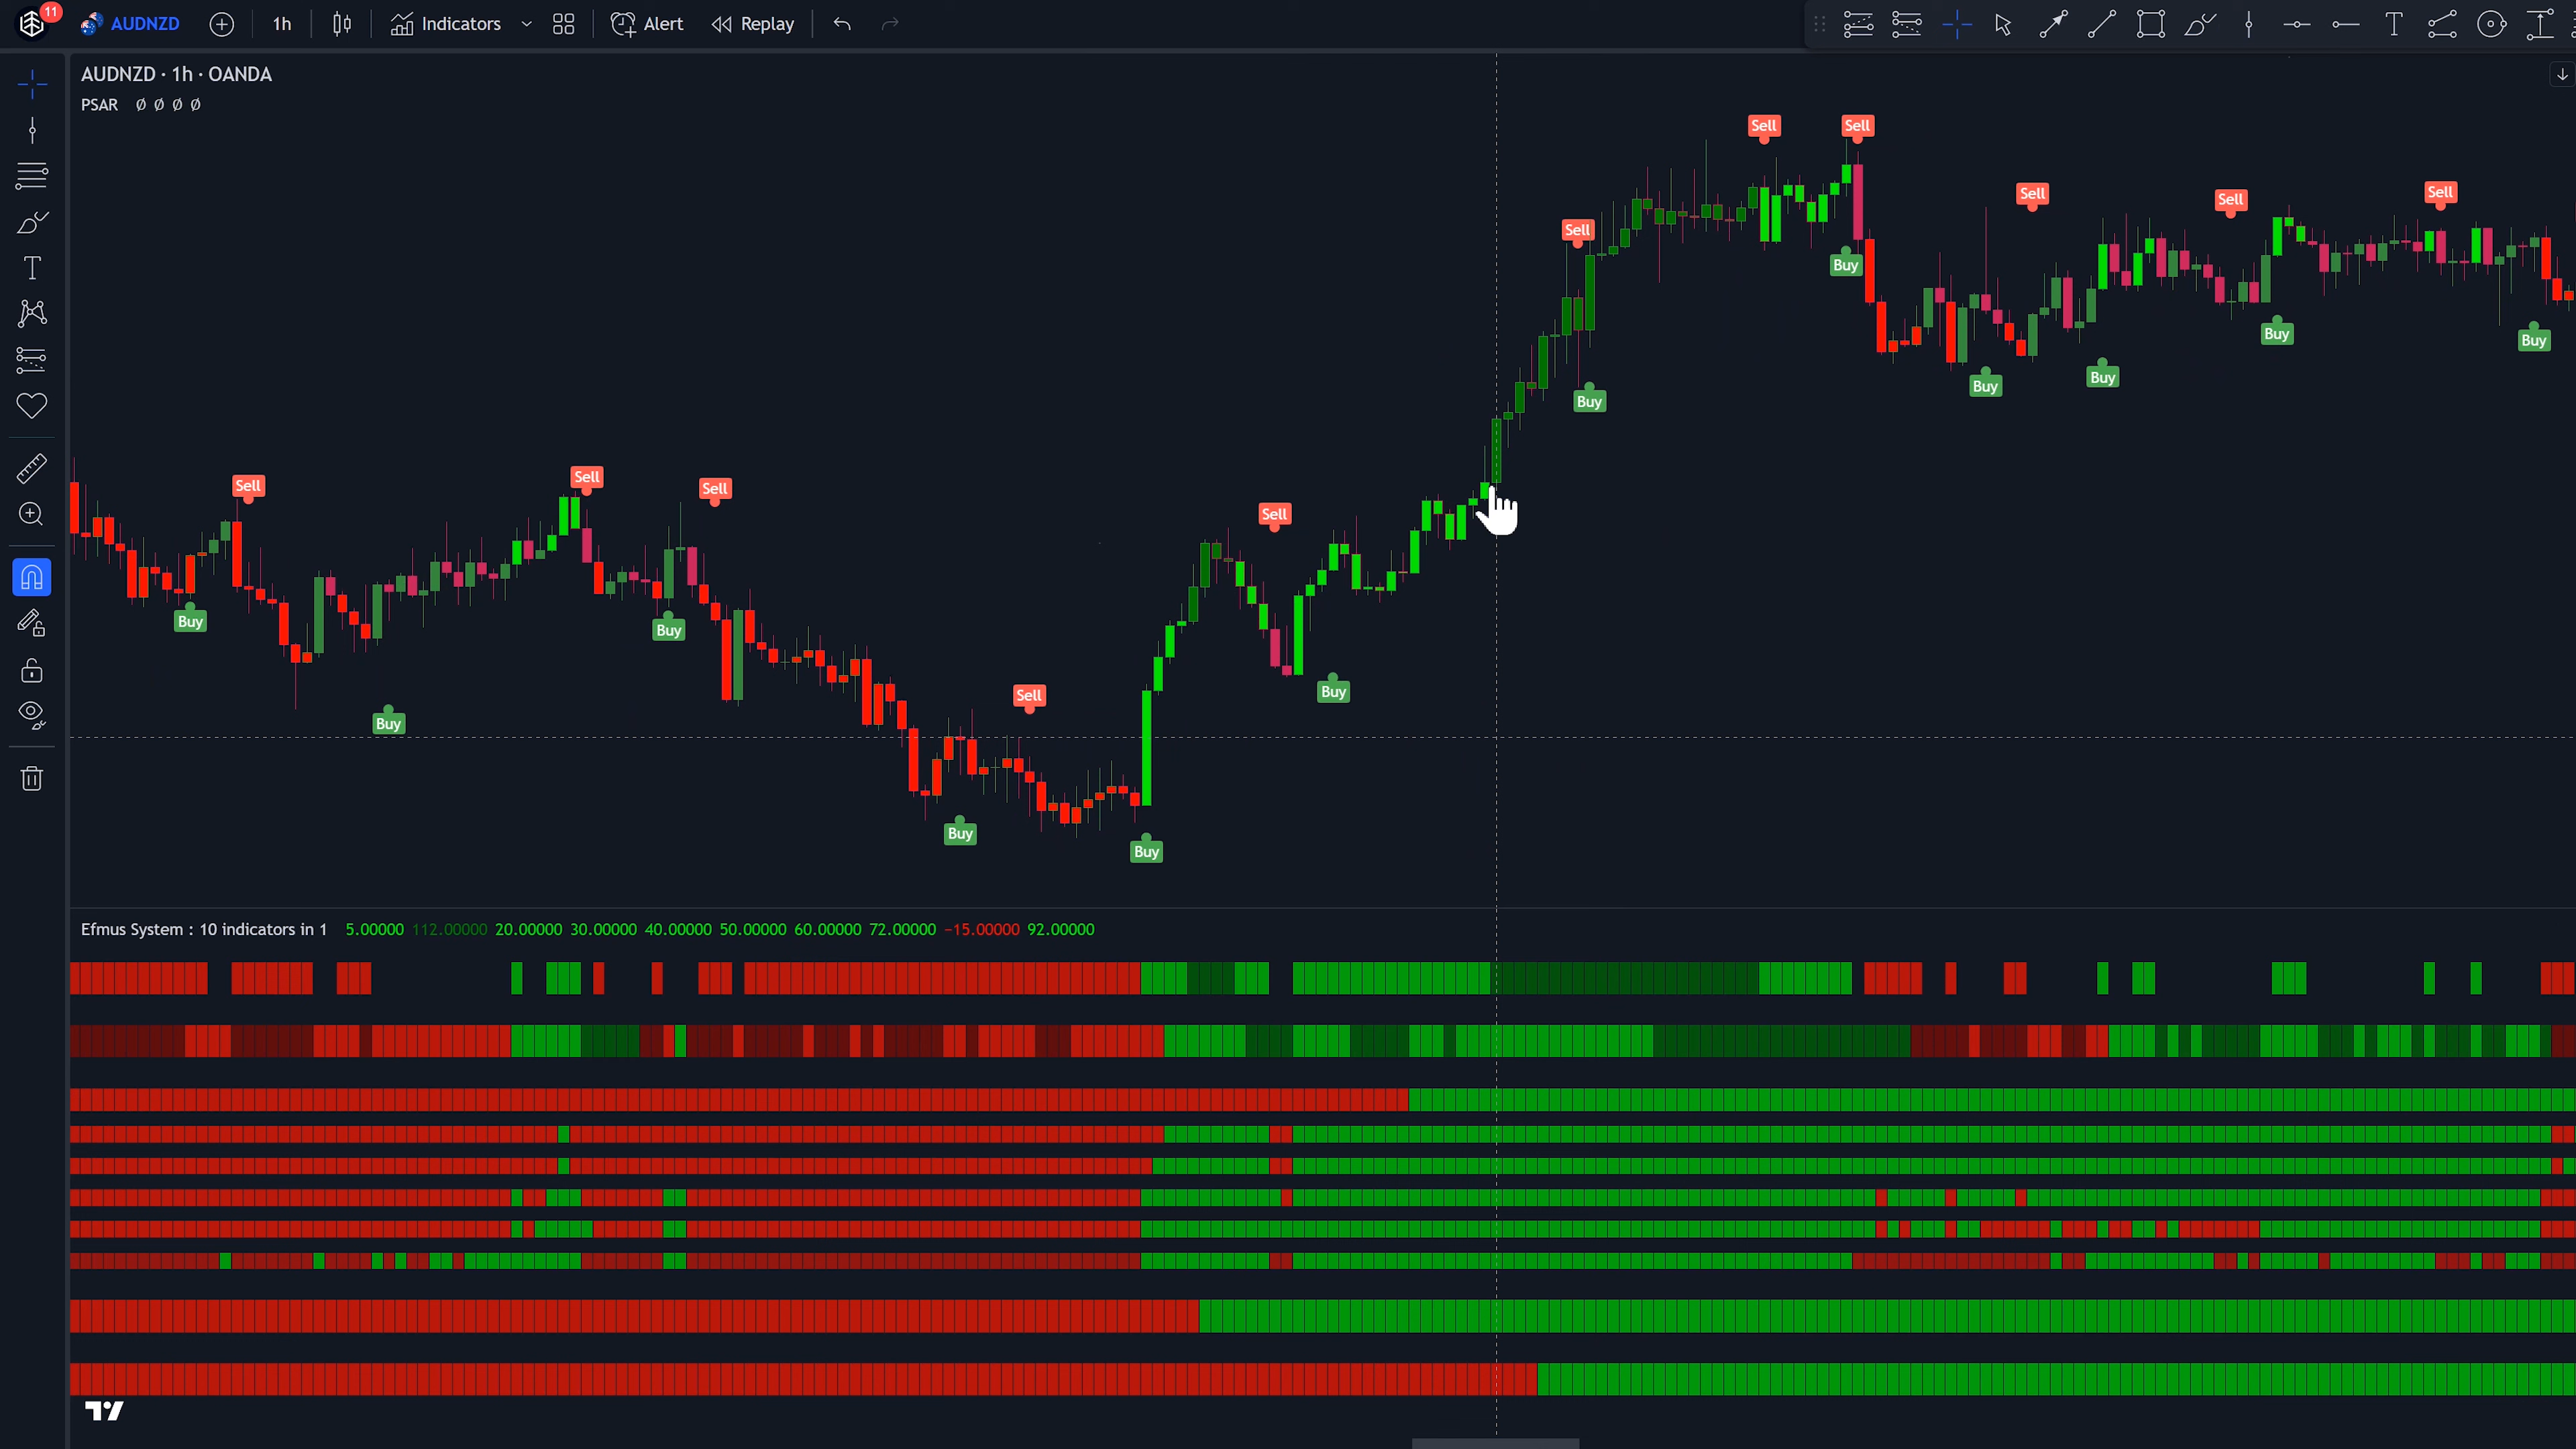 11
AUDNZD
1h
Indicators
Alert
Replay
AUDNZD · 1h · OANDA
PSAR Ø Ø Ø Ø
Sell
Sell
Sell
Sell
Sell
Sell
Sell
Buy
Sell
Buy
Buy
Buy
Buy
Buy
Sell
Sell
Sell
Sell
Buy
Buy
Buy
Sell
Buy
Buy
Buy
Efmus System : 10 indicators in 1 5.00000 112.00000 20.00000 30.00000 40.00000 50.00000 60.00000 72.00000 −15.00000 92.00000